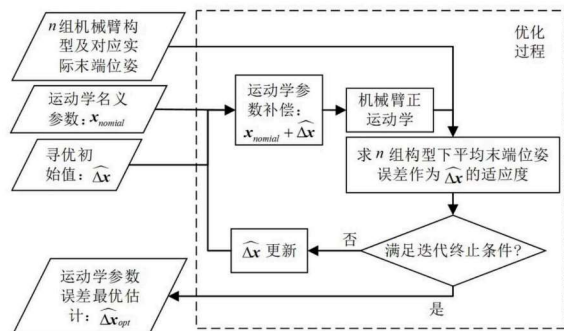 n组机械臂构
型及对应实
际末端位姿
运动学名义
参数：x_nomial
寻优初
始值：Δx̂
优化
过程
运动学参
数补偿：
x_nomial + Δx̂
机械臂正
运动学
求n组构型下平均末端位姿
误差作为Δx̂的适应度
满足迭代终止条件？
否
Δx̂更新
是
运动学参数
误差最优估
计：Δx̂_opt